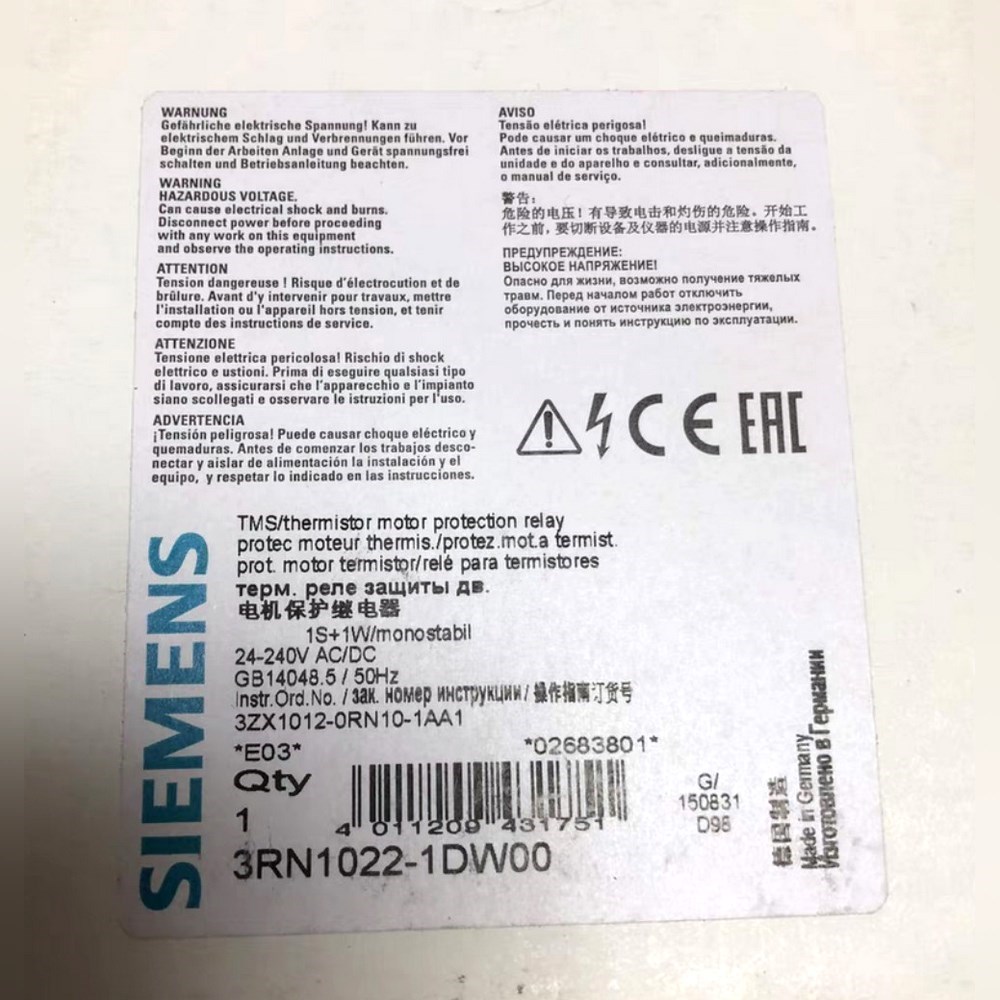 WARNUNG
Gefährliche elektrische Spannung! Kann zu
elektrischem Schlag und Verbrennungen führen. Vor
Beginn der Arbeiten Anlage und Gerät spannungsfrei
schalten und Betriebsanleitung beachten.
WARNING
HAZARDOUS VOLTAGE.
Can cause electrical shock and burns.
Disconnect power before proceeding
with any work on this equipment
and observe the operating instructions.
ATTENTION
Tension dangereuse ! Risque d'électrocution et de
brûlure. Avant d'y intervenir pour travaux, mettre
l'installation ou l'appareil hors tension, et tenir
compte des instructions de service.
ATTENZIONE
Tensione elettrica pericolosa! Rischio di shock
elettrico e ustioni. Prima di eseguire qualsiasi tipo
di lavoro, assicurarsi che l'apparecchio e l'impianto
siano scollegati e osservare le istruzioni per l'uso.
ADVERTENCIA
¡Tensión peligrosa! Puede causar choque eléctrico y
quemaduras. Antes de comenzar los trabajos desco-
nectar y aislar de alimentación la instalación y el
equipo, y respetar lo indicado en las instrucciones.
AVISO
Tensão elétrica perigosa!
Pode causar um choque elétrico e queimaduras.
Antes de iniciar os trabalhos, desligue a tensão da
unidade e do aparelho e consultar, adicionalmente,
o manual de serviço.
警告：
危险的电压！有导致电击和灼伤的危险。开始工
作之前，要切断设备及仪器的电源并注意操作指南。
ПРЕДУПРЕЖДЕНИЕ:
ВЫСОКОЕ НАПРЯЖЕНИЕ!
Опасно для жизни, возможно получение тяжелых
травм. Перед началом работ отключить
оборудование от источника электроэнергии,
прочесть и понять инструкцию по эксплуатации.
CE EAC
SIEMENS
TMS/thermistor motor protection relay
protec moteur thermis./protez.mot.a termist.
prot. motor termistor/relé para termistores
терм. реле защиты дв.
电机保护继电器
1S+1W/monostabil
24-240V AC/DC
GB14048.5 / 50Hz
Instr.Ord.No. / зак. номер инструкции / 操作指南订货号
3ZX1012-0RN10-1AA1
*E03* *02683801*
Qty
1
4 011209 431751
3RN1022-1DW00
G/
150831
D98
德国制造
Made in Germany
Изготовлено в Германии